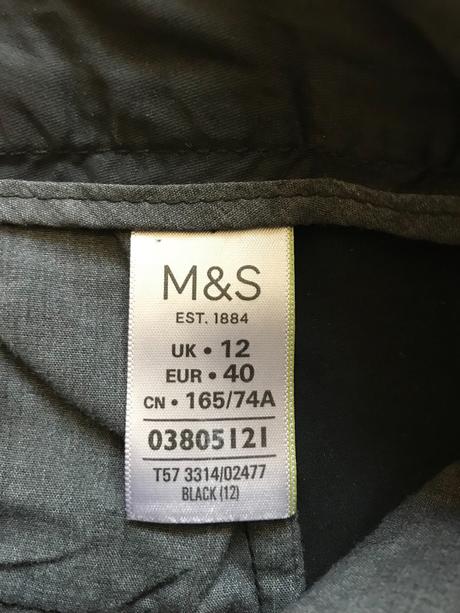 M&S
EST. 1884
UK • 12
EUR • 40
CN • 165/74A
03805121
T57 3314/02477
BLACK (12)